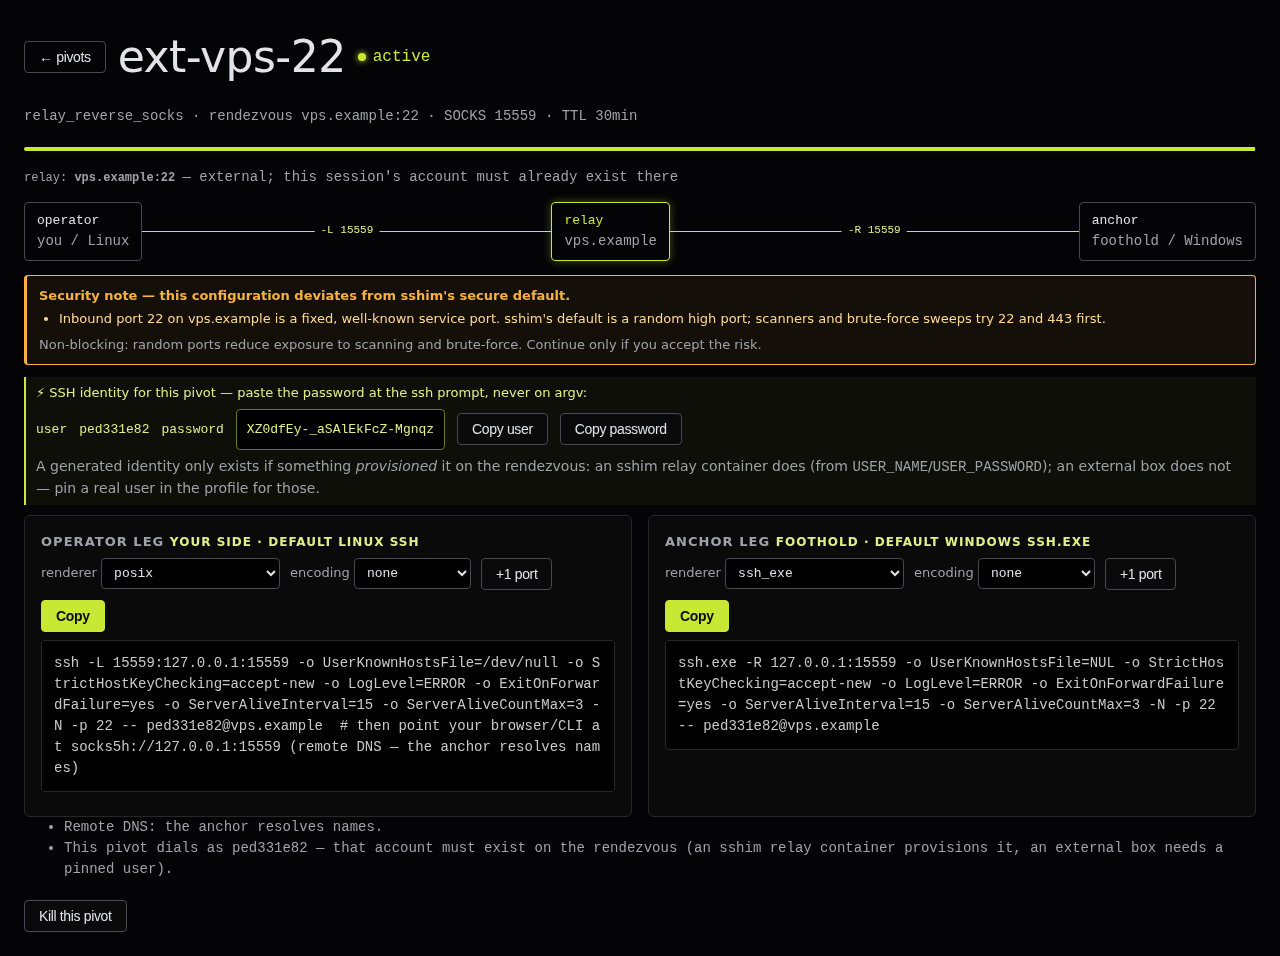 ← pivots
ext-vps-22
active
relay_reverse_socks · rendezvous vps.example:22 · SOCKS 15559 · TTL 30min
relay: vps.example:22 — external; this session's account must already exist there
operator
you / Linux
-L 15559
relay
vps.example
-R 15559
anchor
foothold / Windows
Security note — this configuration deviates from sshim's secure default.
• Inbound port 22 on vps.example is a fixed, well-known service port. sshim's default is a random high port; scanners and brute-force sweeps try 22 and 443 first.
Non-blocking: random ports reduce exposure to scanning and brute-force. Continue only if you accept the risk.
⚡ SSH identity for this pivot — paste the password at the ssh prompt, never on argv:
user ped331e82 password XZ0dfEy-_aSAlEkFcZ-Mgnqz Copy user Copy password
A generated identity only exists if something provisioned it on the rendezvous: an sshim relay container does (from USER_NAME/USER_PASSWORD); an external box does not
— pin a real user in the profile for those.
OPERATOR LEG YOUR SIDE · DEFAULT LINUX SSH
renderer posix encoding none +1 port
Copy
ssh -L 15559:127.0.0.1:15559 -o UserKnownHostsFile=/dev/null -o S
trictHostKeyChecking=accept-new -o LogLevel=ERROR -o ExitOnForwar
dFailure=yes -o ServerAliveInterval=15 -o ServerAliveCountMax=3 -
N -p 22 -- ped331e82@vps.example  # then point your browser/CLI a
t socks5h://127.0.0.1:15559 (remote DNS — the anchor resolves nam
es)
ANCHOR LEG FOOTHOLD · DEFAULT WINDOWS SSH.EXE
renderer ssh_exe encoding none +1 port
Copy
ssh.exe -R 127.0.0.1:15559 -o UserKnownHostsFile=NUL -o StrictHos
tKeyChecking=accept-new -o LogLevel=ERROR -o ExitOnForwardFailure
=yes -o ServerAliveInterval=15 -o ServerAliveCountMax=3 -N -p 22
-- ped331e82@vps.example
• Remote DNS: the anchor resolves names.
• This pivot dials as ped331e82 — that account must exist on the rendezvous (an sshim relay container provisions it, an external box needs a
pinned user).
Kill this pivot